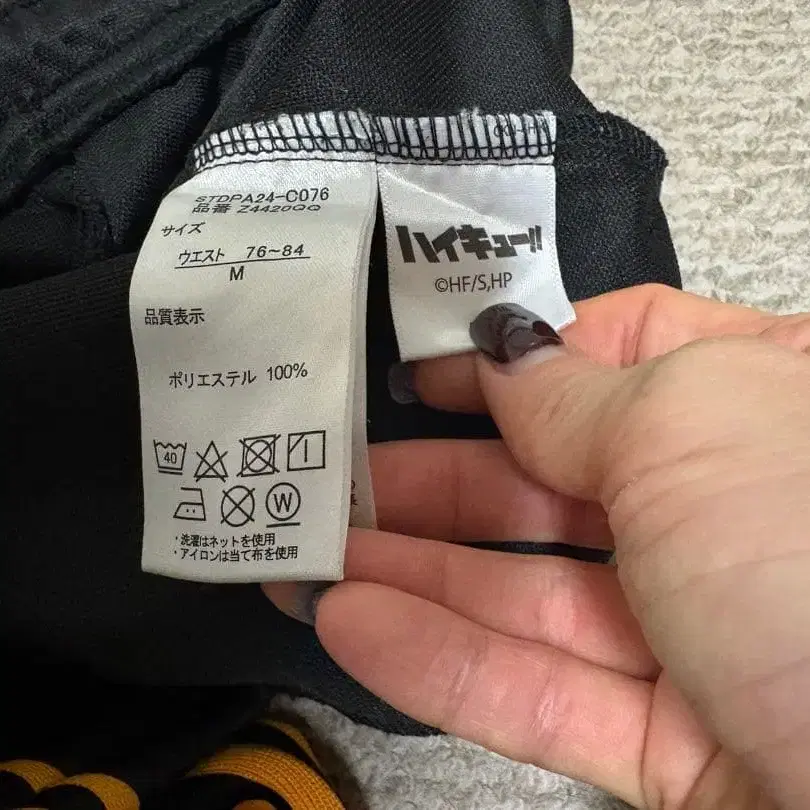 STDPA24-C076
品番 Z4420QQ
サイズ
ウエスト 76~84
M
品質表示
ポリエステル 100%
40
W
・洗濯はネットを使用
・アイロンは当て布を使用
ハイキュー!!
©HF/S,HP